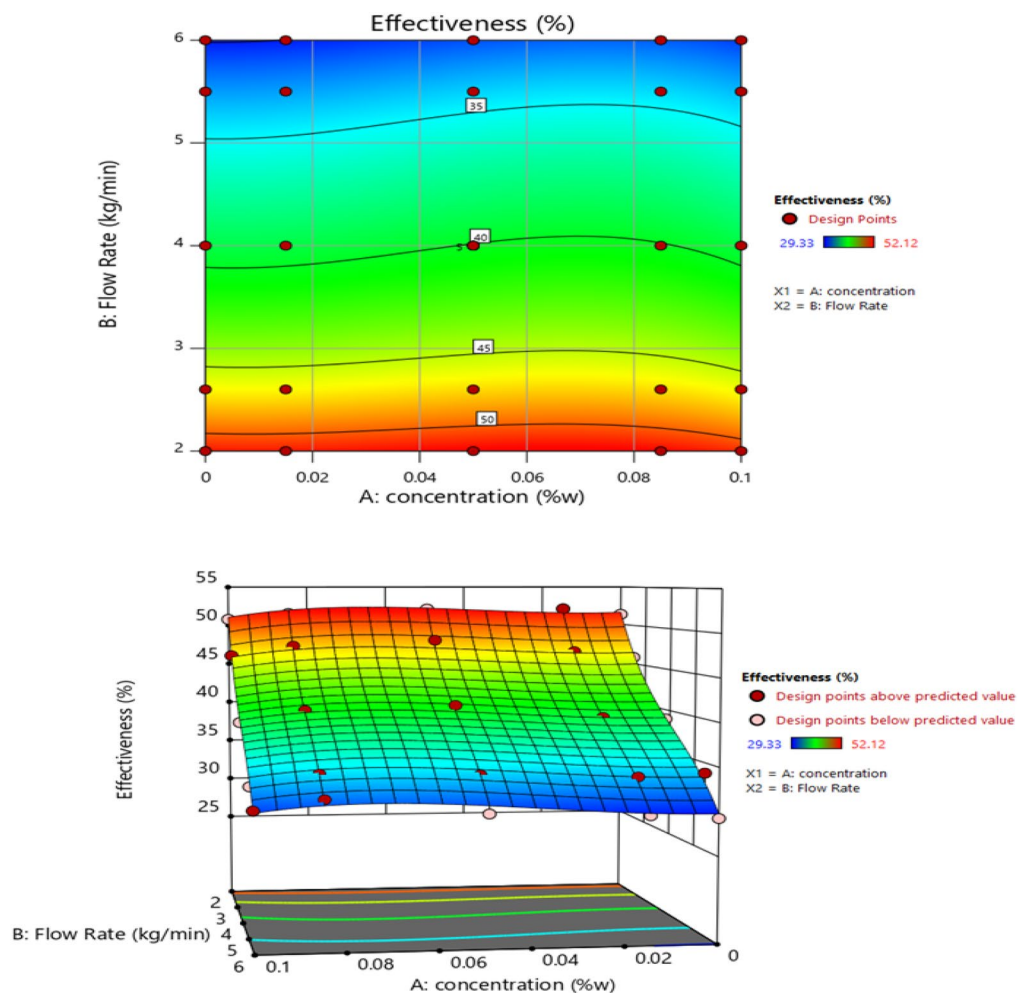 Effectiveness (%)
6
5
4
3
2
35
5
40
45
50
0
0.02
0.04
0.06
0.08
0.1
B: Flow Rate (kg/min)
A: concentration (%w)
Effectiveness (%)
Design Points
29.33 52.12
X1 = A: concentration
X2 = B: Flow Rate
55
50
45
40
35
30
25
Effectiveness (%)
2
3
4
5
6
B: Flow Rate (kg/min)
0.1
0.08
0.06
0.04
0.02
0
A: concentration (%w)
Effectiveness (%)
Design points above predicted value
Design points below predicted value
29.33 52.12
X1 = A: concentration
X2 = B: Flow Rate